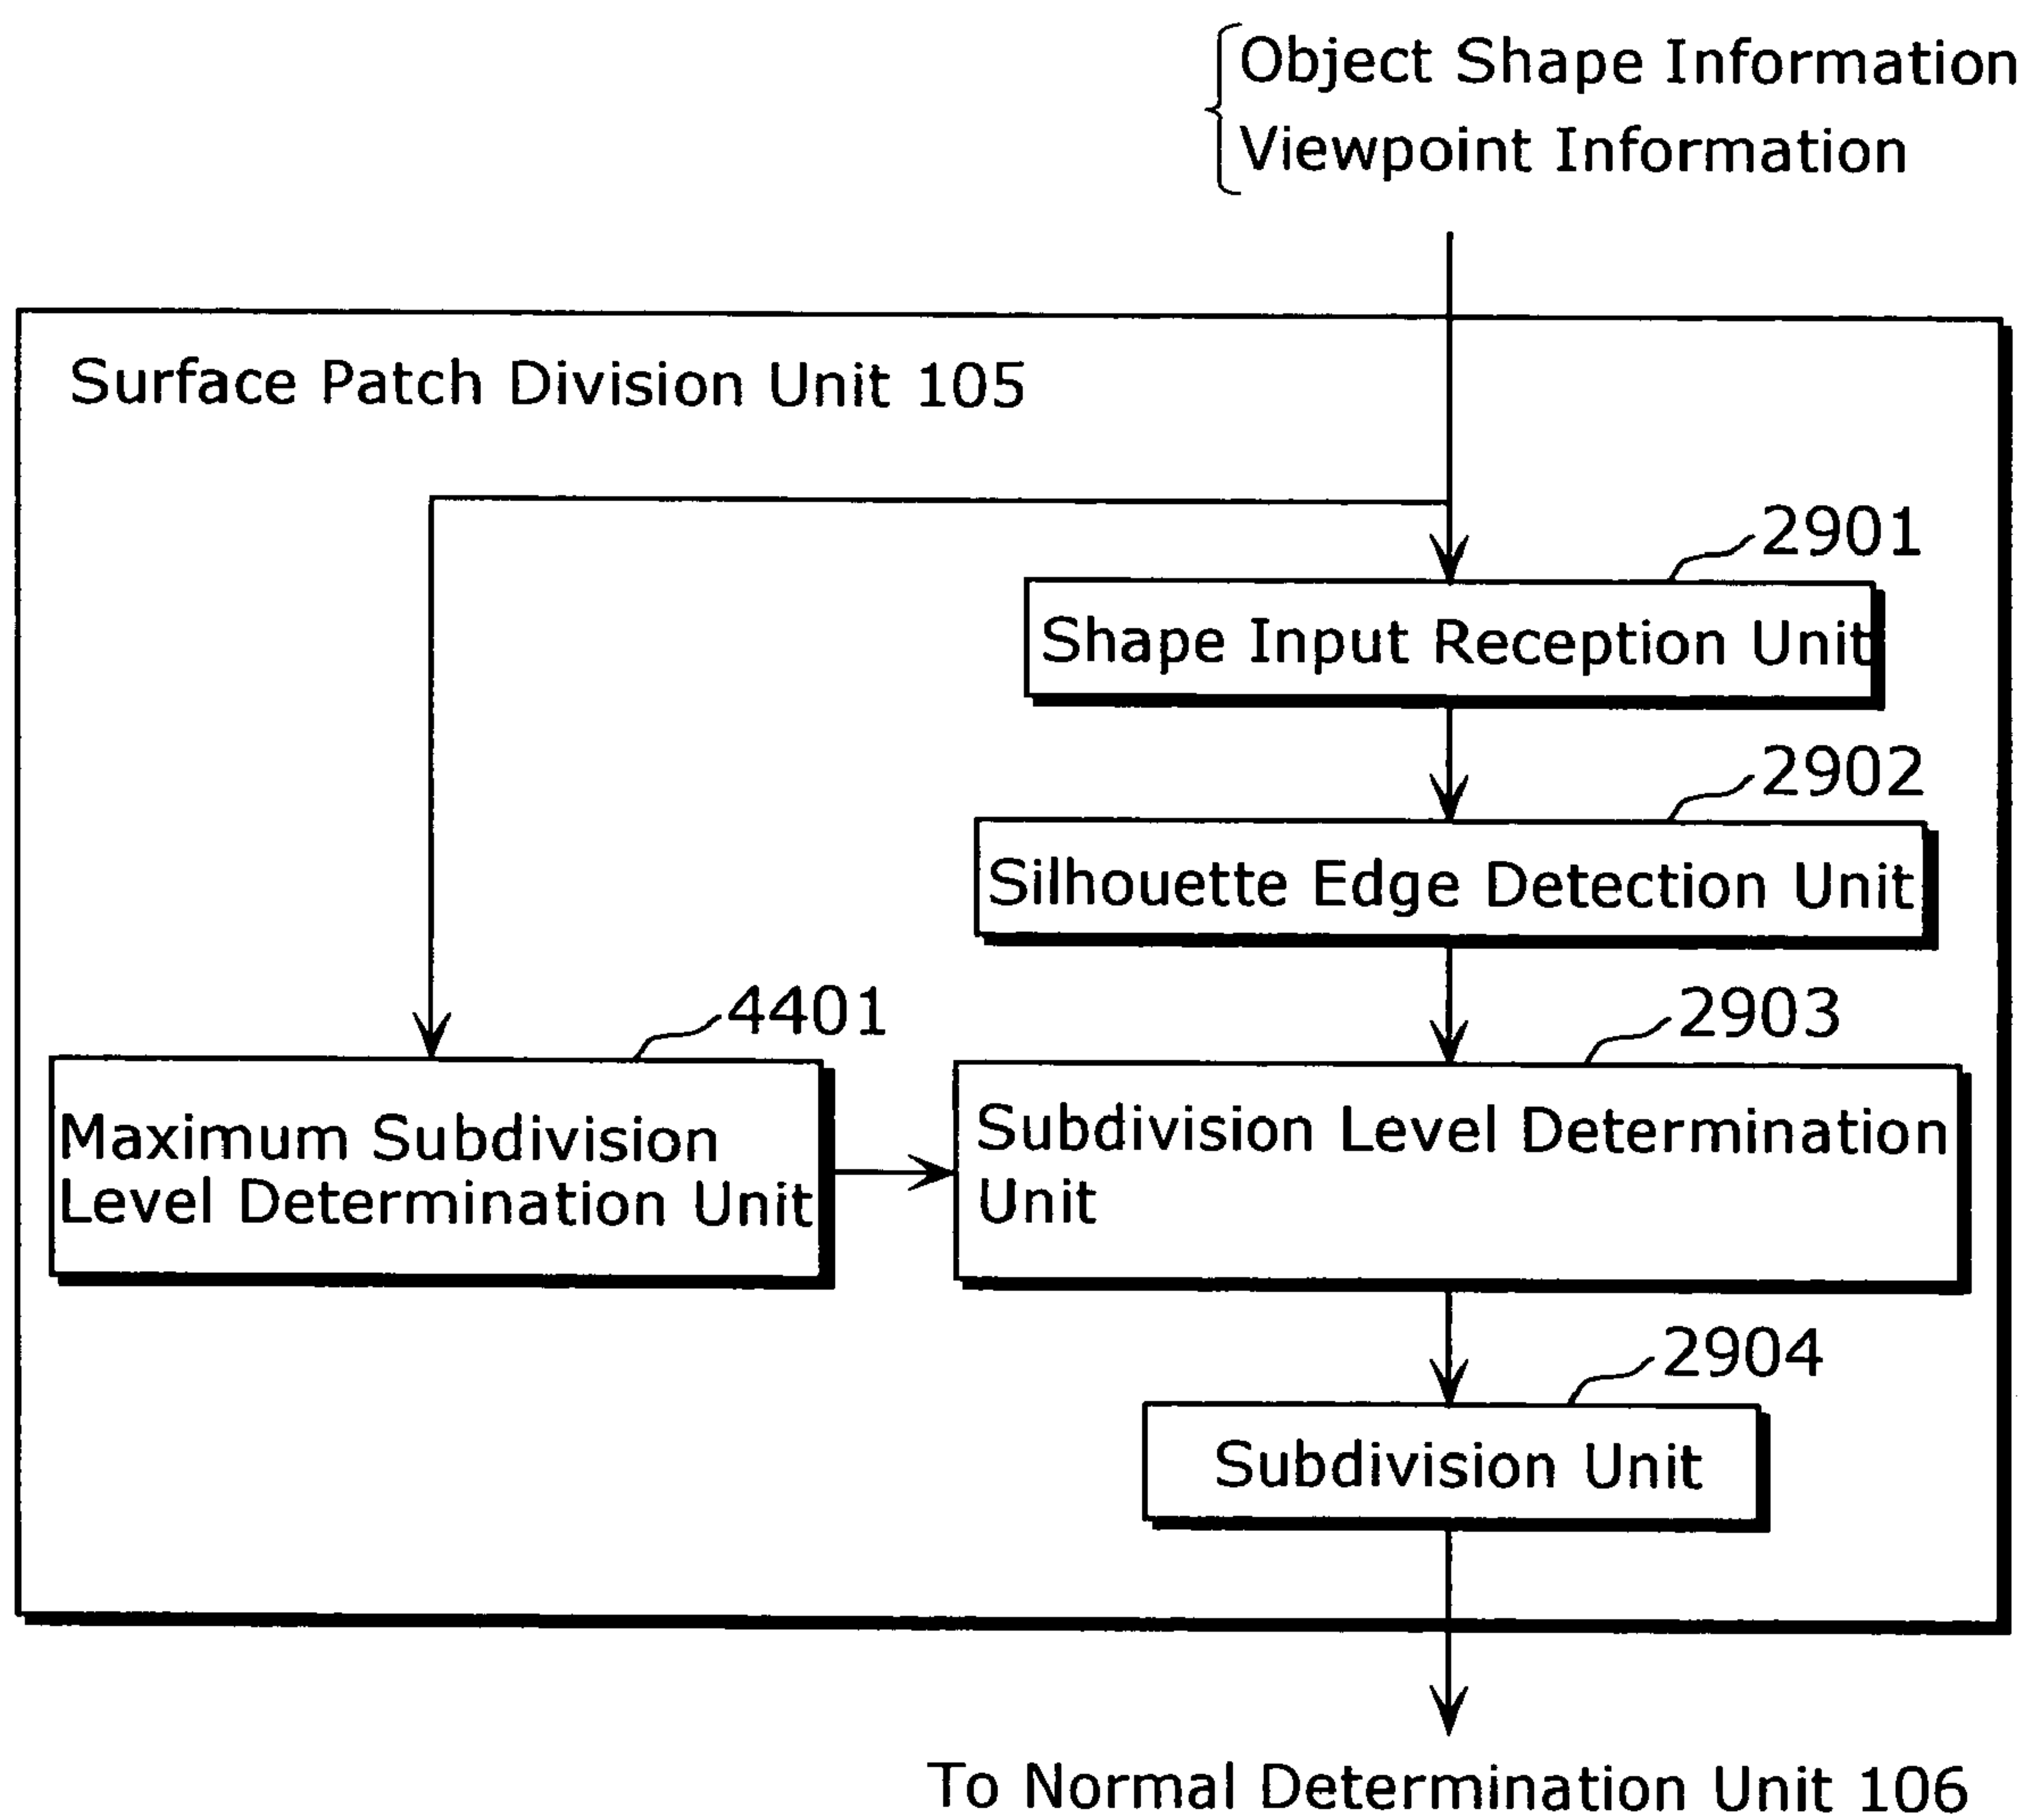 Object Shape Information
Viewpoint Information
Surface Patch Division Unit 105
2901
Shape Input Reception Unit
2902
Silhouette Edge Detection Unit
4401
Maximum Subdivision
Level Determination Unit
2903
Subdivision Level Determination
Unit
2904
Subdivision Unit
To Normal Determination Unit 106